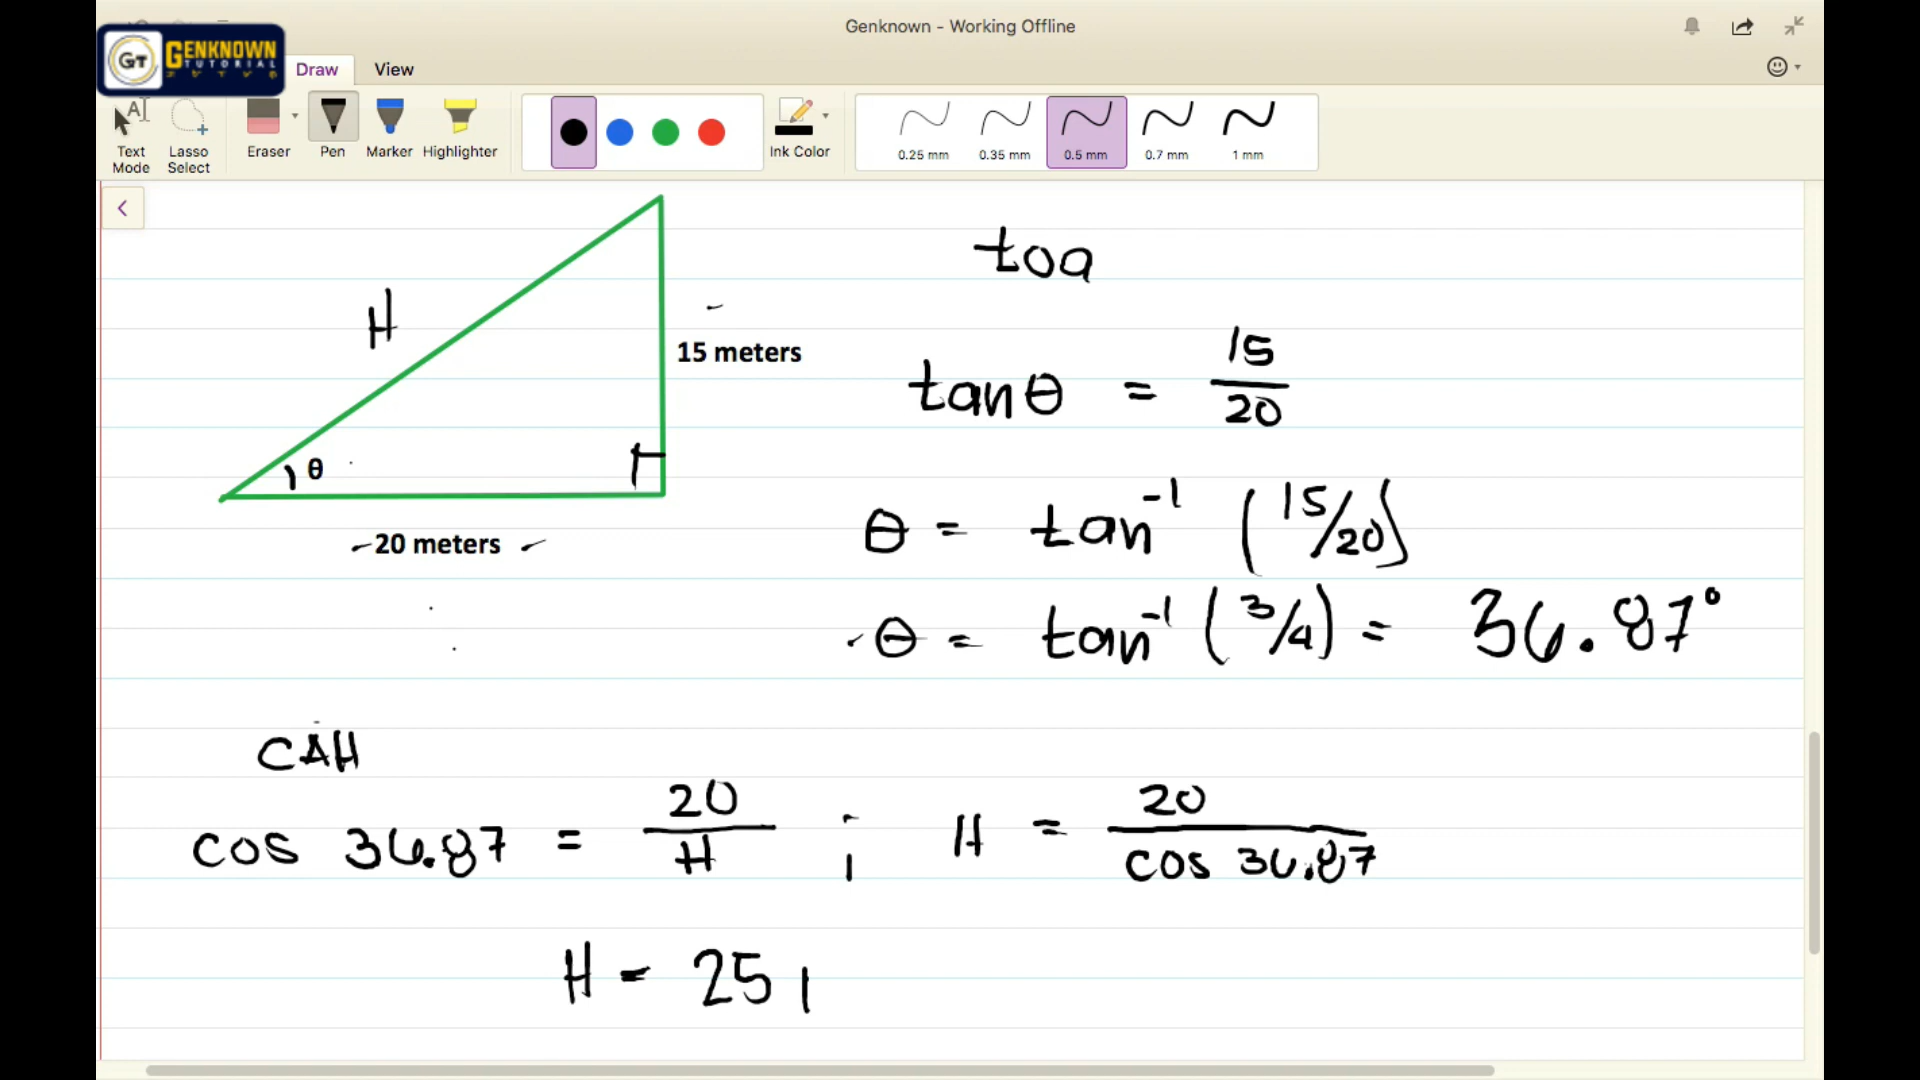 Genknown - Working Offline
GT GENKNOWN TUTORIAL
Draw View
Text Mode
Lasso Select
Eraser Pen Marker Highlighter
Ink Color
0.25 mm 0.35 mm 0.5 mm 0.7 mm 1 mm
toa
H
15 meters
tanθ = 15/20
θ
20 meters
θ = tan⁻¹ (15/20)
θ = tan⁻¹ (3/4) = 36.87°
CAH
cos 36.87 = 20/H ; H = 20/cos 36.87
H = 25